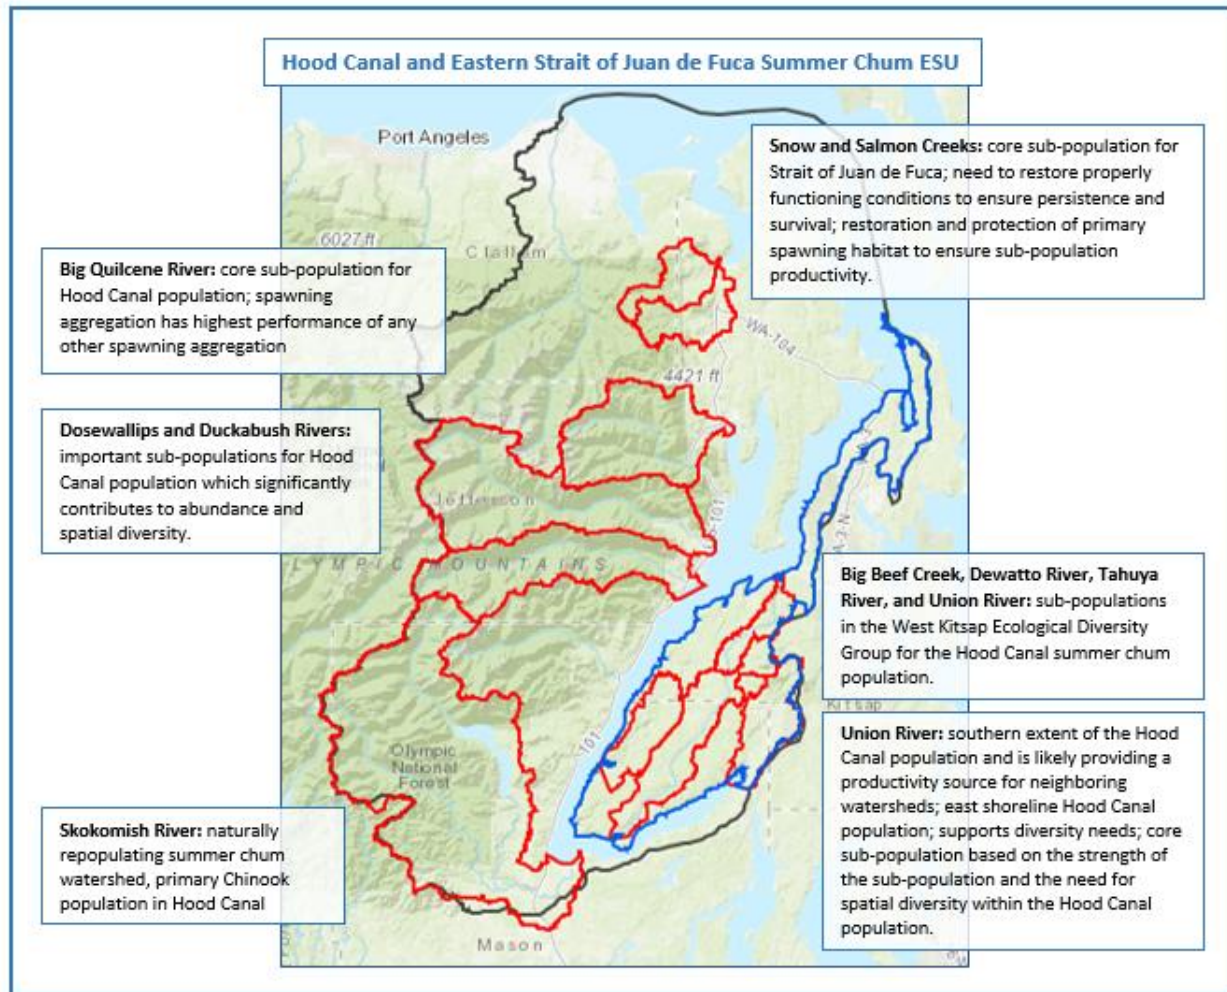 Hood Canal and Eastern Strait of Juan de Fuca Summer Chum ESU
Port Angeles
Snow and Salmon Creeks: core sub-population for
Strait of Juan de Fuca; need to restore properly
functioning conditions to ensure persistence and
survival; restoration and protection of primary
spawning habitat to ensure sub-population
productivity.
6027 ft
Clallam
Big Quilcene River: core sub-population for
Hood Canal population; spawning
aggregation has highest performance of any
other spawning aggregation
WA-104
4421 ft
Dosewallips and Duckabush Rivers:
important sub-populations for Hood
Canal population which significantly
contributes to abundance and
spatial diversity.
Jefferson
101
LYMPIC MOUNTAINS
A-3-N
Big Beef Creek, Dewatto River, Tahuya
River, and Union River: sub-populations
in the West Kitsap Ecological Diversity
Group for the Hood Canal summer chum
population.
Kitsap
Union River: southern extent of the Hood
Canal population and is likely providing a
productivity source for neighboring
watersheds; east shoreline Hood Canal
population; supports diversity needs; core
sub-population based on the strength of
the sub-population and the need for
spatial diversity within the Hood Canal
population.
101
Olympic
National
Forest
Skokomish River: naturally
repopulating summer chum
watershed, primary Chinook
population in Hood Canal
Mason